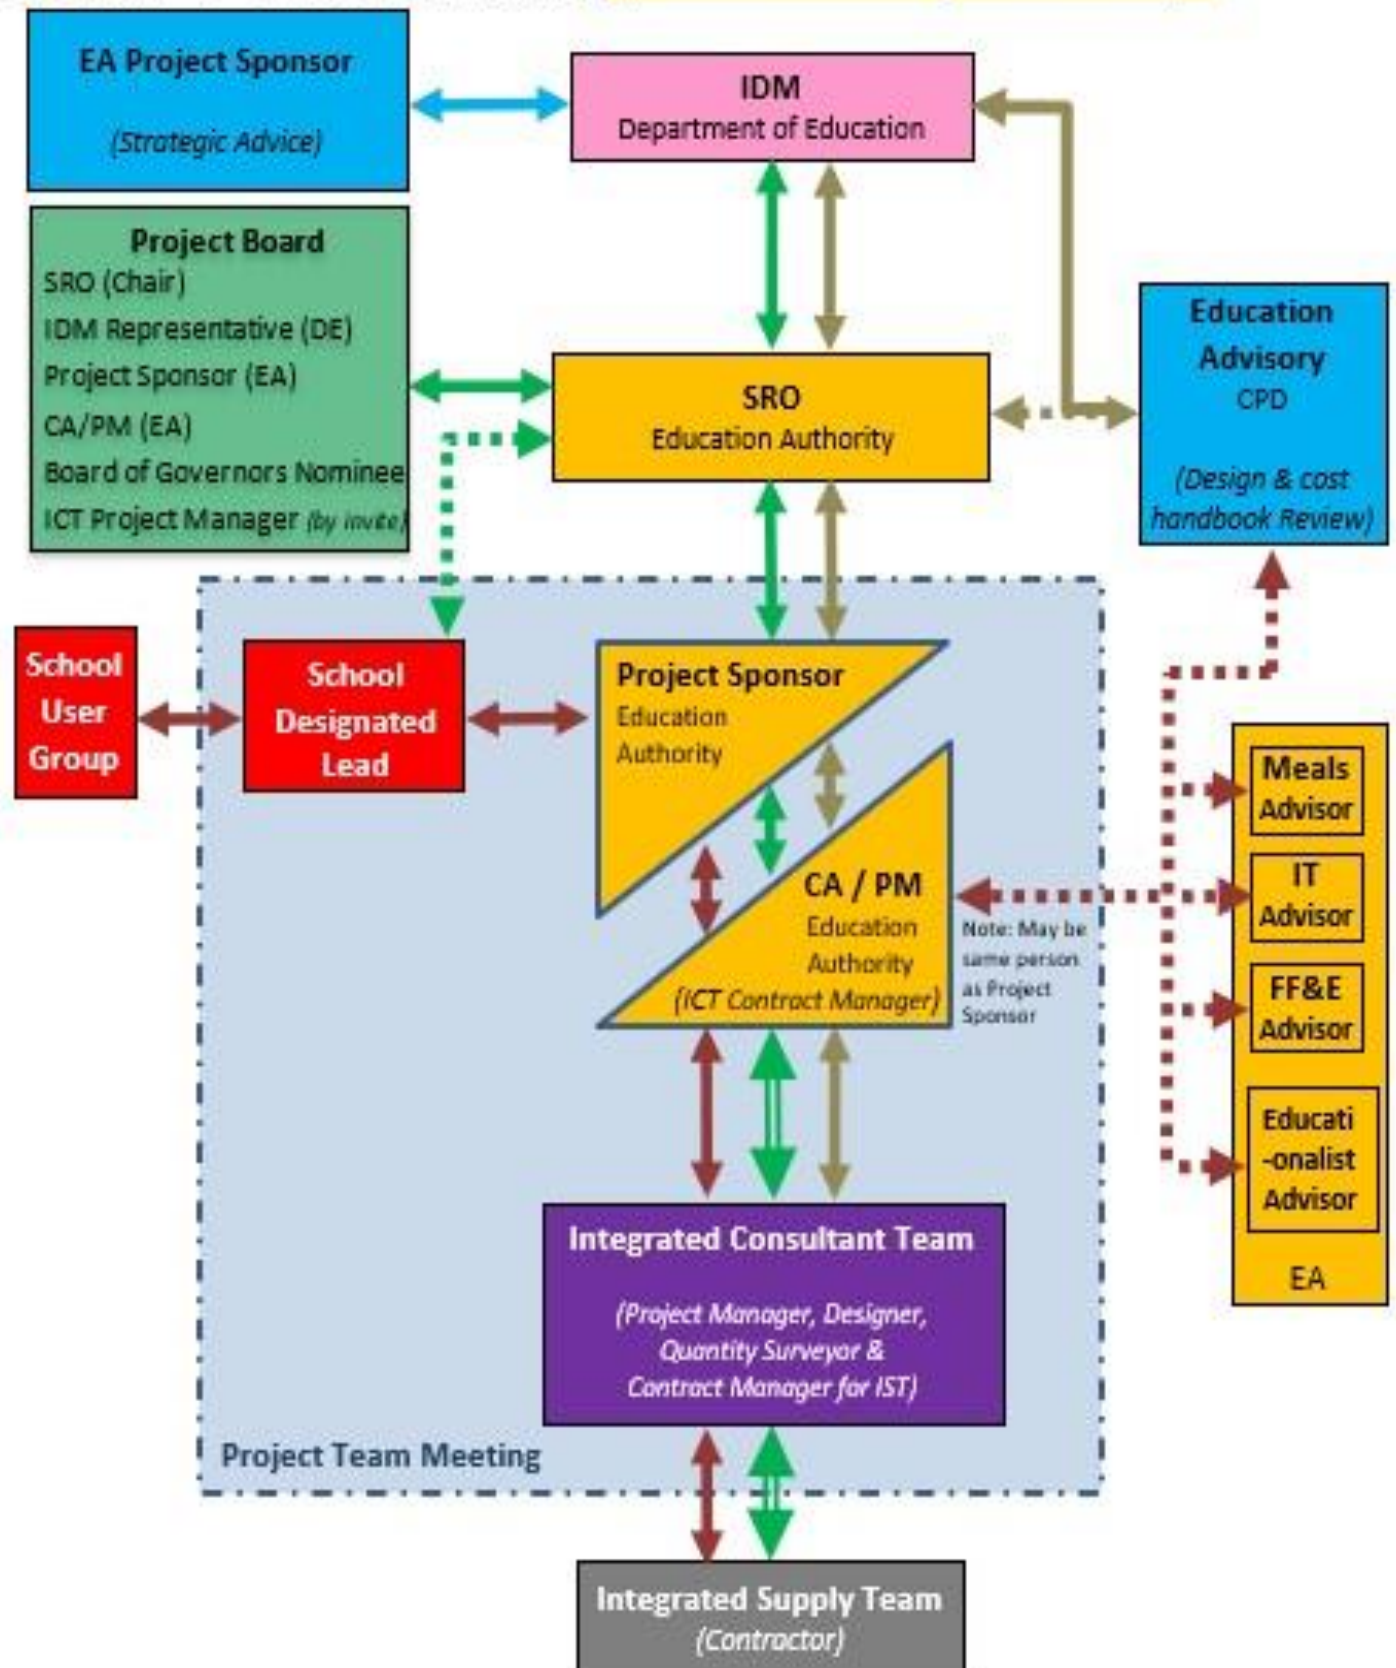 EA Project Sponsor
(Strategic Advice)
IDM
Department of Education
Project Board
SRO (Chair)
IDM Representative (DE)
Project Sponsor (EA)
CA/PM (EA)
Board of Governors Nominee
ICT Project Manager (by invite)
SRO
Education Authority
Education
Advisory
CPD
(Design & cost
handbook Review)
School
User
Group
School
Designated
Lead
Project Sponsor
Education
Authority
CA / PM
Education
Authority
(ICT Contract Manager)
Note: May be
same person
as Project
Sponsor
Meals
Advisor
IT
Advisor
FF&E
Advisor
Educati
-onalist
Advisor
EA
Integrated Consultant Team
(Project Manager, Designer,
Quantity Surveyor &
Contract Manager for IST)
Project Team Meeting
Integrated Supply Team
(Contractor)